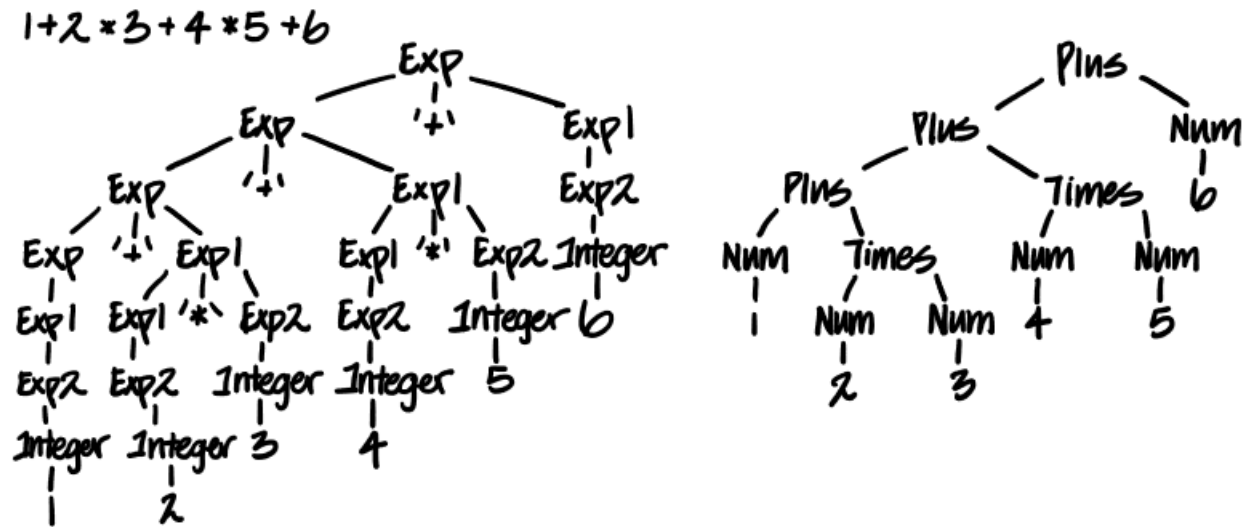 1+2*3+4*5+6
Exp
Plus
Exp '+' Exp1
Plus Num
Exp '+' Exp1 Exp2
Plus Times 6
Exp '+' Exp1 Exp1 '*' Exp2 Integer
Num Times Num Num
Exp1 Exp1 '*' Exp2 Exp2 Integer 6
1 Num Num 4 5
Exp2 Exp2 Integer Integer 5
2 3
Integer Integer 3 4
1 2